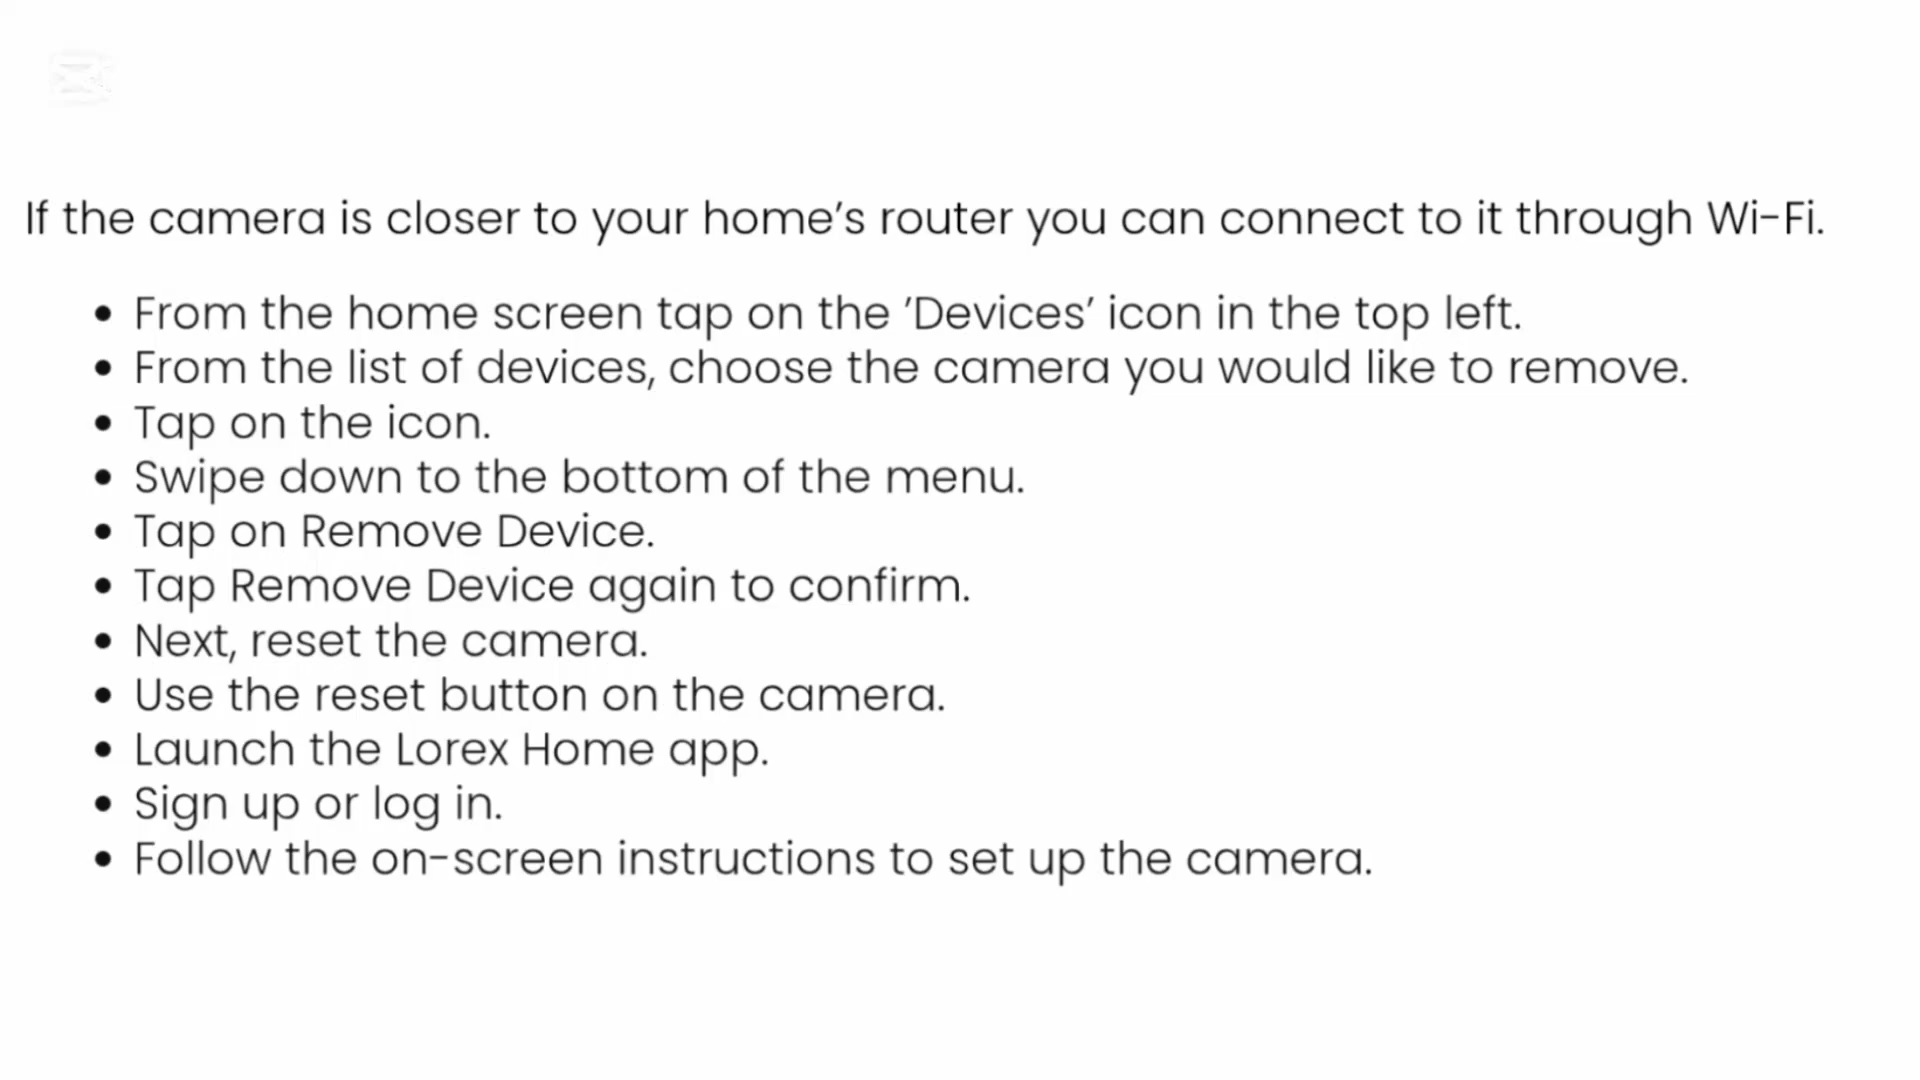 If the camera is closer to your home’s router you can connect to it through Wi-Fi.
• From the home screen tap on the ’Devices’ icon in the top left.
• From the list of devices, choose the camera you would like to remove.
• Tap on the icon.
• Swipe down to the bottom of the menu.
• Tap on Remove Device.
• Tap Remove Device again to confirm.
• Next, reset the camera.
• Use the reset button on the camera.
• Launch the Lorex Home app.
• Sign up or log in.
• Follow the on-screen instructions to set up the camera.